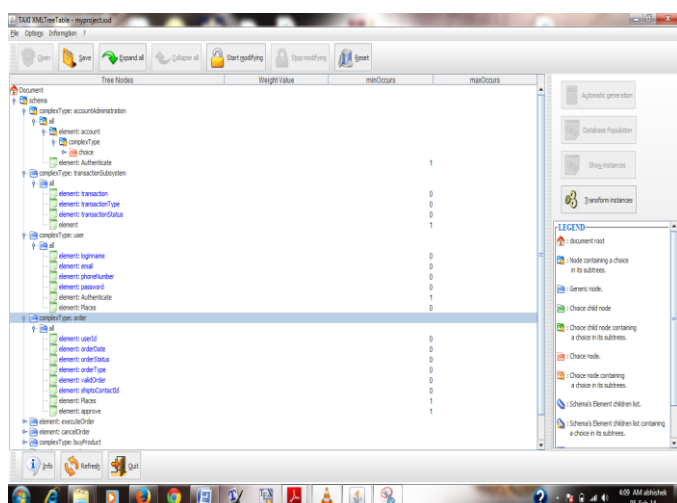 TAXI XMLTreeTable - myproject.xsd
File Options Information ?
Open Save Expand all Collapse all Start modifying Stop modifying Reset
Tree Nodes Weight Value minOccurs maxOccurs
Document
schema
complexType: accountAdministration
all
element: account
complexType
choice
element: Authenticate 1
complexType: transactionSubsystem
all
element: transaction 0
element: transactionType 0
element: transactionStatus 0
element 1
complexType: user
all
element: loginname 0
element: email 0
element: phoneNumber 0
element: password 0
element: Authenticate 1
element: Places 0
complexType: order
all
element: userId 0
element: orderDate 0
element: orderStatus 0
element: orderType 0
element: validOrder 0
element: shiptoContactId 0
element: Places 1
element: approve 1
element: executeOrder
element: cancelOrder
complexType: buyProduct
Automatic generation
Database Population
Show instances
Transform instances
LEGEND
: document root
: Node containing a choice
in its subtrees.
: Generic node.
: Choice child node
: Choice child node containing
a choice in its subtrees.
: Choice node.
: Choice node containing
a choice in its subtrees.
: Schema's Element children list.
: Schema's Element children list containing
a choice in its subtrees.
Info Refresh Quit
4:09 AM abhishek
05-Feb-14